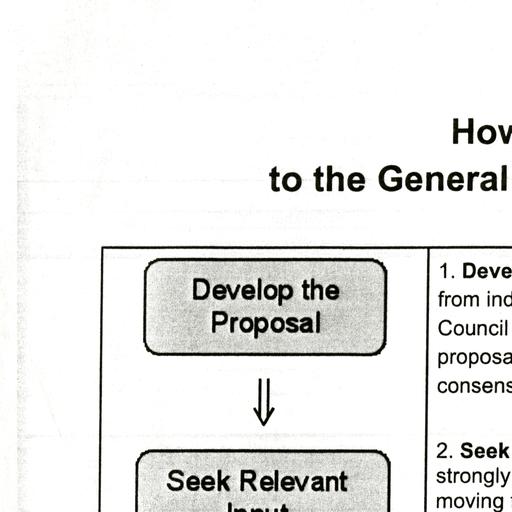 How
to the General
Develop the
Proposal
Seek Relevant
Input
1. Deve
from ind
Council
proposa
consens
2. Seek
strongly
moving